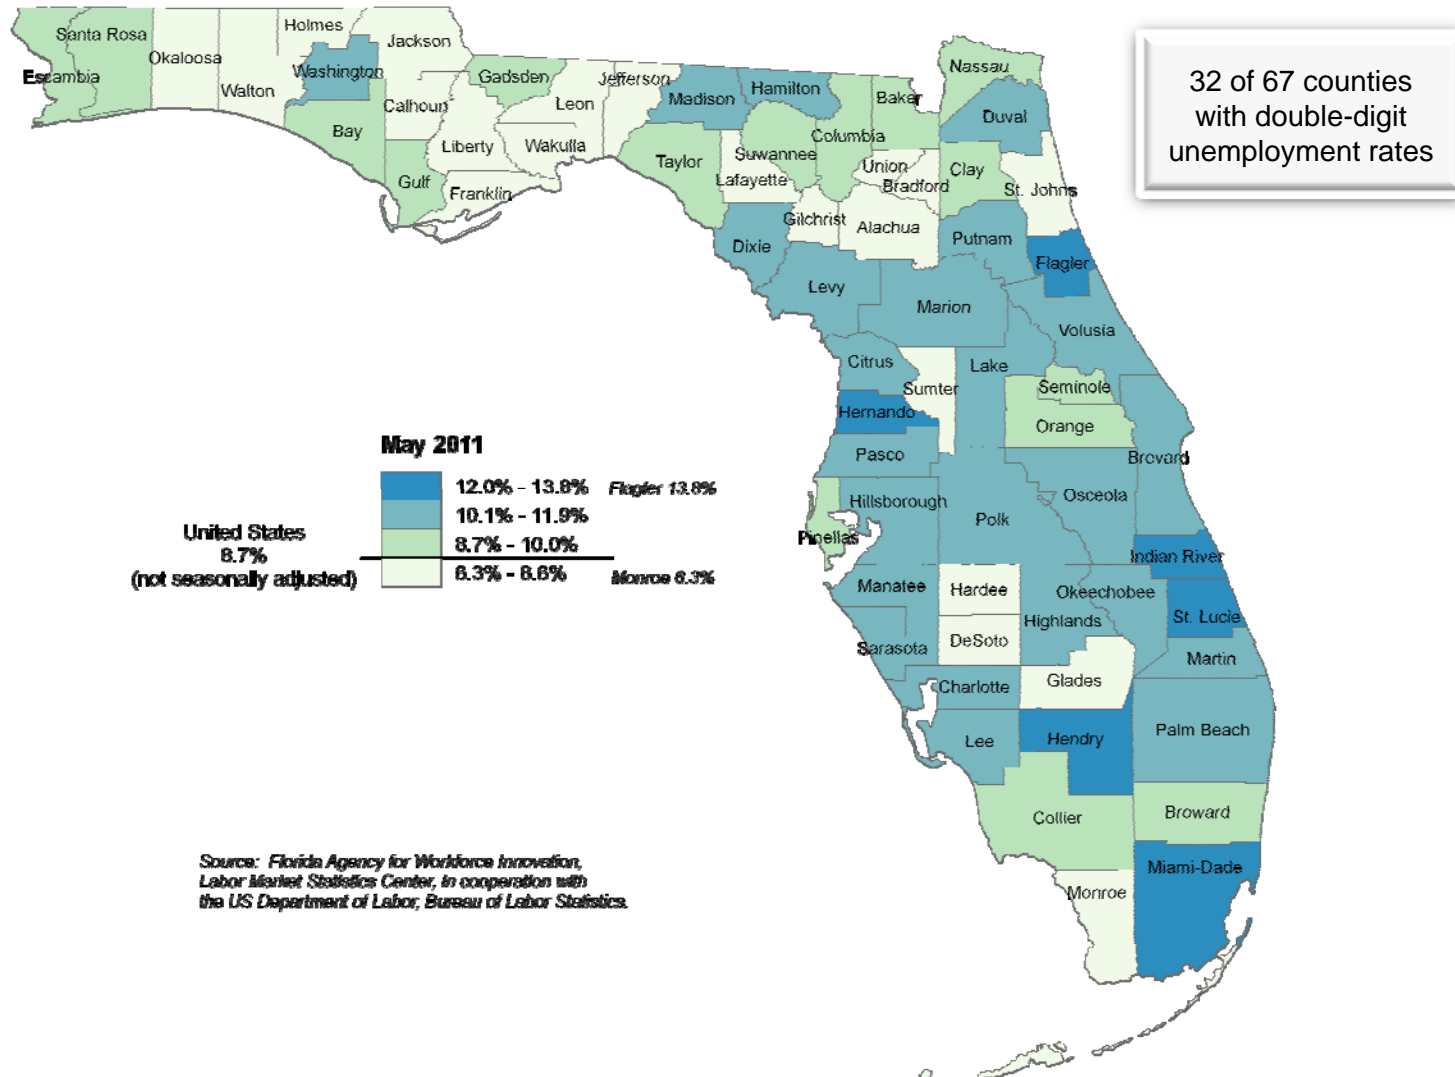 32 of 67 counties
with double-digit
unemployment rates
Holmes
Santa Rosa
Jackson
Okaloosa
Escambia
Washington
Walton
Gadsden
Jefferson
Calhoun
Leon
Bay
Liberty
Wakulla
Gulf
Franklin
Madison
Hamilton
Nassau
Baker
Duval
Columbia
Taylor
Suwannee
Lafayette
Union
Bradford
Clay
St. Johns
Gilchrist
Alachua
Dixie
Putnam
Flagler
Levy
Marion
Volusia
Citrus
Lake
Sumter
Seminole
Hernando
Orange
Pasco
Brevard
Hillsborough
Osceola
Polk
Pinellas
Indian River
Manatee
Hardee
Okeechobee
Highlands
St. Lucie
Sarasota
DeSoto
Martin
Charlotte
Glades
Lee
Hendry
Palm Beach
Collier
Broward
Miami-Dade
Monroe
May 2011
12.0% - 13.8% Flagler 13.8%
10.1% - 11.9%
8.7% - 10.0%
6.3% - 8.6% Monroe 6.3%
United States
8.7%
(not seasonally adjusted)
Source: Florida Agency for Workforce Innovation,
Labor Market Statistics Center, in cooperation with
the US Department of Labor, Bureau of Labor Statistics.